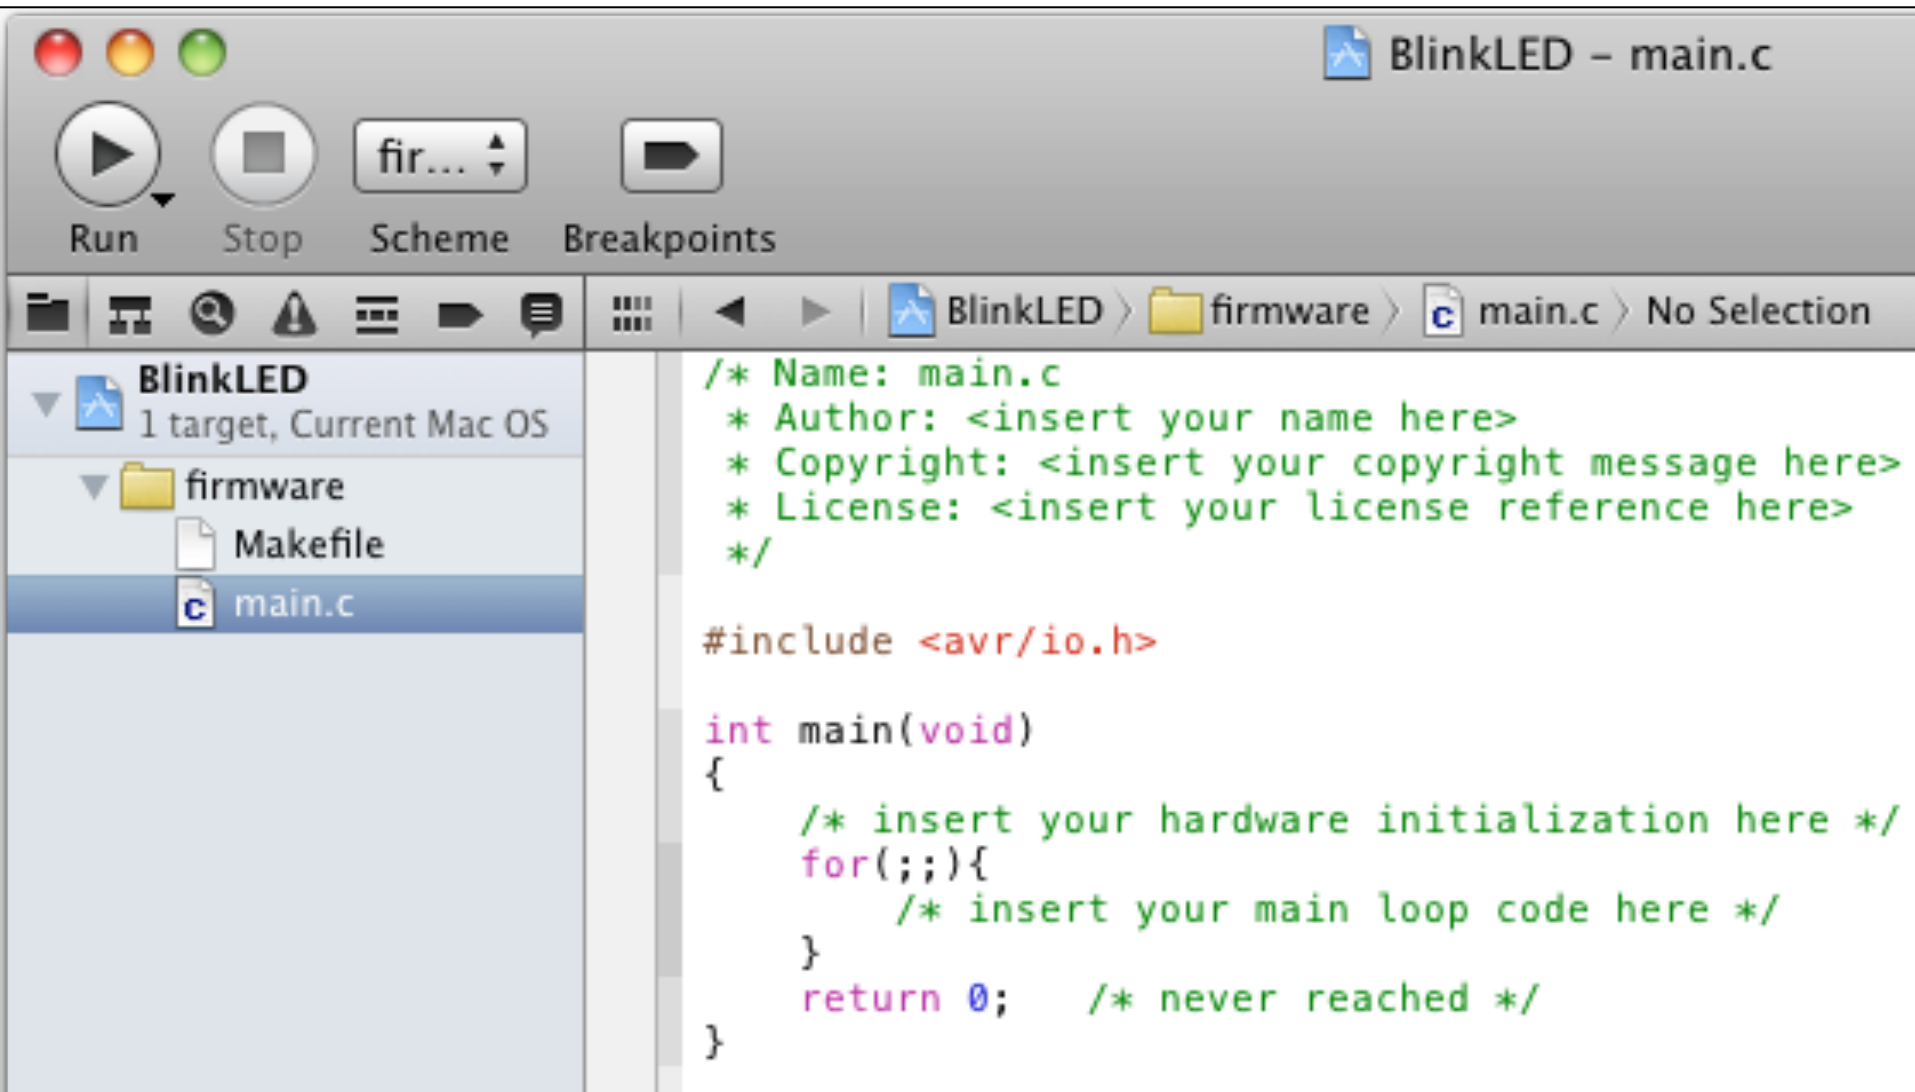 BlinkLED – main.c
fir...
Run Stop Scheme Breakpoints
BlinkLED firmware main.c No Selection
BlinkLED
1 target, Current Mac OS
firmware
Makefile
main.c
/* Name: main.c
 * Author: <insert your name here>
 * Copyright: <insert your copyright message here>
 * License: <insert your license reference here>
 */
#include <avr/io.h>
int main(void)
{
    /* insert your hardware initialization here */
    for(;;){
        /* insert your main loop code here */
    }
    return 0;   /* never reached */
}